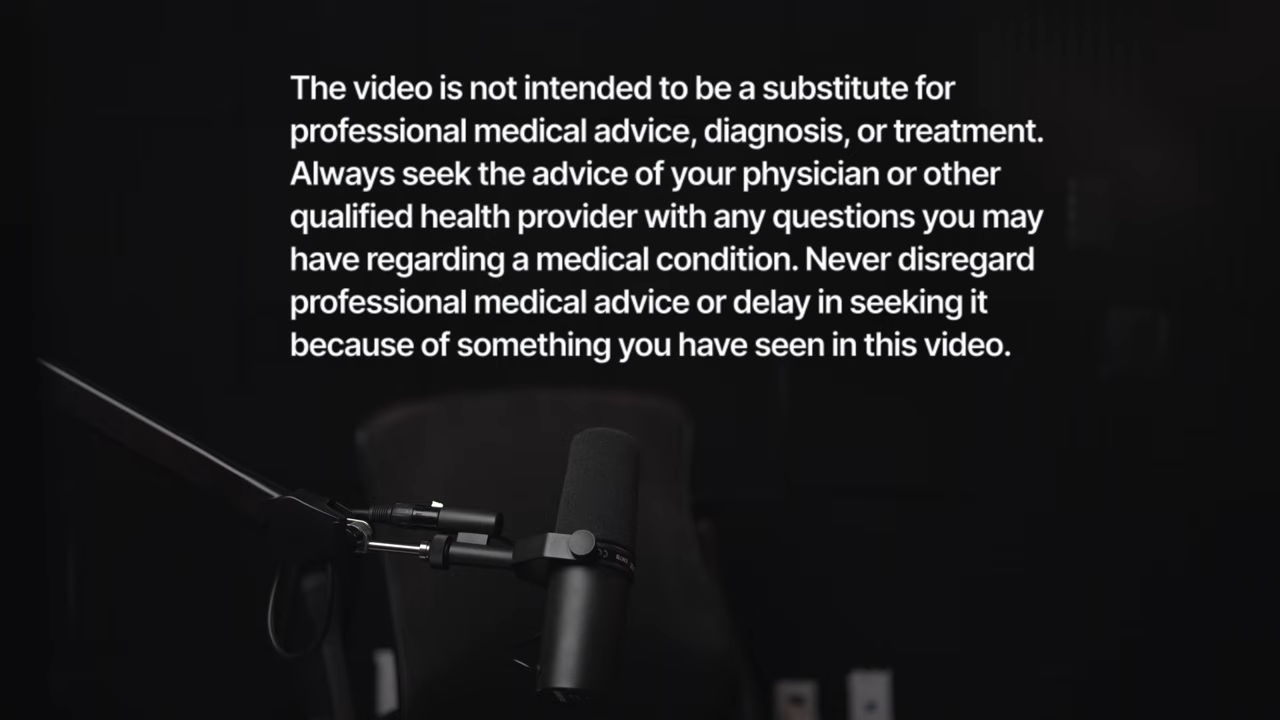 The video is not intended to be a substitute for
professional medical advice, diagnosis, or treatment.
Always seek the advice of your physician or other
qualified health provider with any questions you may
have regarding a medical condition. Never disregard
professional medical advice or delay in seeking it
because of something you have seen in this video.